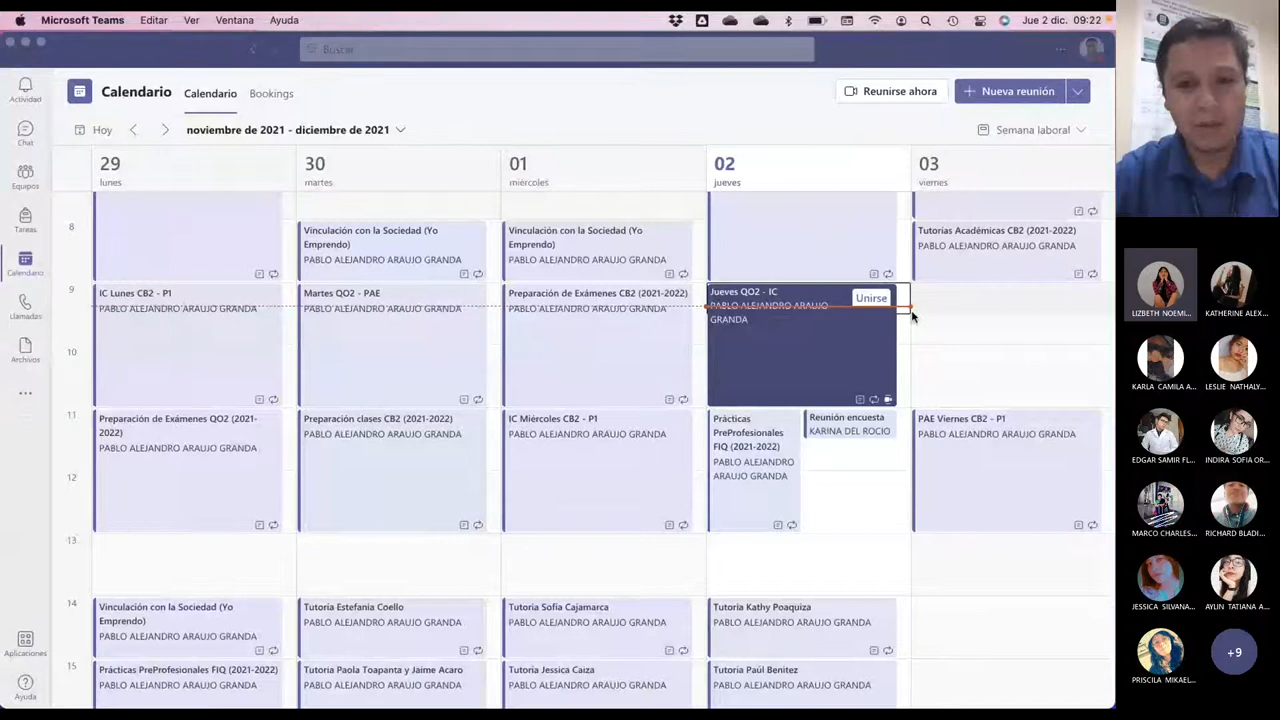 Microsoft Teams Editar Ver Ventana Ayuda
Jue 2 dic. 09:22
Buscar
Actividad
Chat
Equipos
Tareas
Calendario
Llamadas
Archivos
Aplicaciones
Ayuda
Calendario Calendario Bookings
Reunirse ahora
Nueva reunión
Hoy
noviembre de 2021 - diciembre de 2021
Semana laboral
29
lunes
30
martes
01
miércoles
02
jueves
03
viernes
8
9
10
11
12
13
14
15
IC Lunes CB2 - P1
PABLO ALEJANDRO ARAUJO GRANDA
Preparación de Exámenes QO2 (2021-
2022)
PABLO ALEJANDRO ARAUJO GRANDA
Vinculación con la Sociedad (Yo
Emprendo)
PABLO ALEJANDRO ARAUJO GRANDA
Prácticas PreProfesionales FIQ (2021-2022)
PABLO ALEJANDRO ARAUJO GRANDA
Vinculación con la Sociedad (Yo
Emprendo)
PABLO ALEJANDRO ARAUJO GRANDA
Martes QO2 - PAE
PABLO ALEJANDRO ARAUJO GRANDA
Preparación clases CB2 (2021-2022)
PABLO ALEJANDRO ARAUJO GRANDA
Tutoria Estefania Coello
PABLO ALEJANDRO ARAUJO GRANDA
Tutoria Paola Toapanta y Jaime Acaro
PABLO ALEJANDRO ARAUJO GRANDA
Vinculación con la Sociedad (Yo
Emprendo)
PABLO ALEJANDRO ARAUJO GRANDA
Preparación de Exámenes CB2 (2021-2022)
PABLO ALEJANDRO ARAUJO GRANDA
IC Miércoles CB2 - P1
PABLO ALEJANDRO ARAUJO GRANDA
Tutoria Sofía Cajamarca
PABLO ALEJANDRO ARAUJO GRANDA
Tutoria Jessica Caiza
PABLO ALEJANDRO ARAUJO GRANDA
Jueves QO2 - IC
PABLO ALEJANDRO ARAUJO
GRANDA
Unirse
Prácticas
PreProfesionales
FIQ (2021-2022)
PABLO ALEJANDRO
ARAUJO GRANDA
Reunión encuesta
KARINA DEL ROCIO
Tutoria Kathy Poaquiza
PABLO ALEJANDRO ARAUJO GRANDA
Tutoria Paúl Benitez
PABLO ALEJANDRO ARAUJO GRANDA
Tutorías Académicas CB2 (2021-2022)
PABLO ALEJANDRO ARAUJO GRANDA
PAE Viernes CB2 - P1
PABLO ALEJANDRO ARAUJO GRANDA
LIZBETH NOEMI...
KATHERINE ALEX...
KARLA CAMILA A...
LESLIE NATHALY...
EDGAR SAMIR FL...
INDIRA SOFIA OR...
MARCO CHARLES...
RICHARD BLADI...
JESSICA SILVANA...
AYLIN TATIANA A...
PRISCILA MIKAEL...
+9